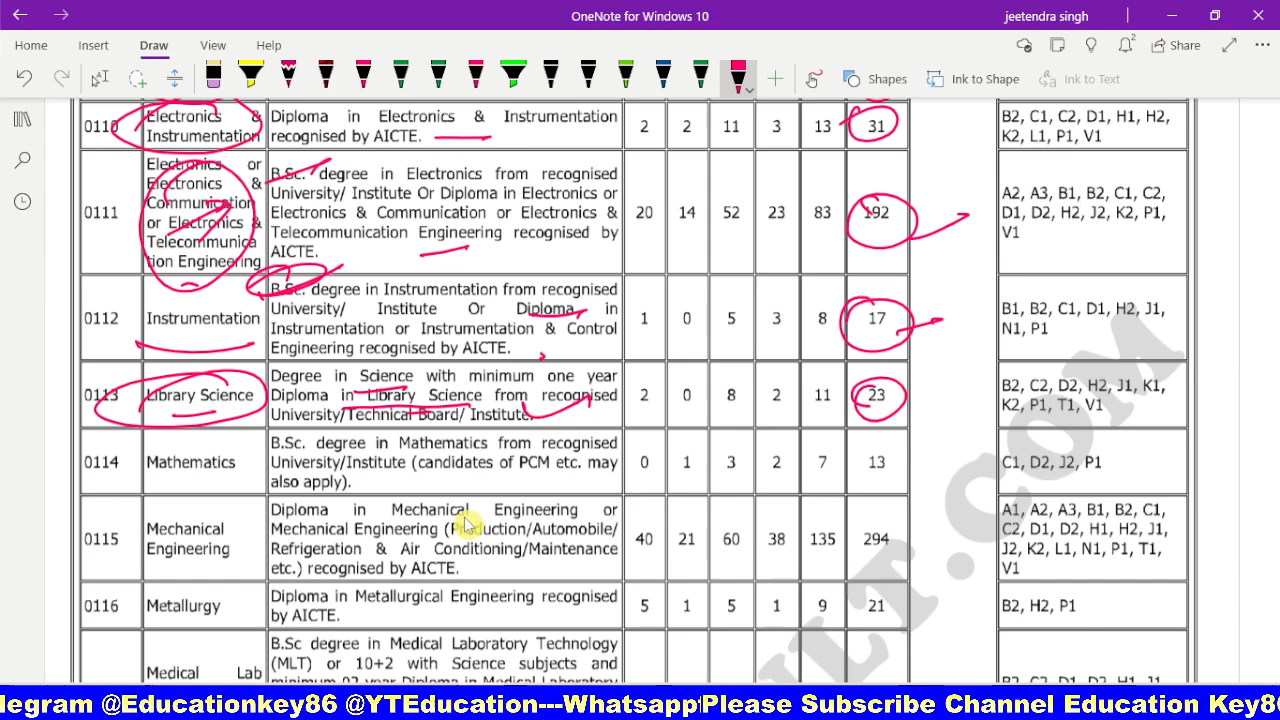 OneNote for Windows 10
jeetendra singh
Home Insert Draw View Help
Share
Shapes
Ink to Shape
Ink to Text
0110 Electronics & Instrumentation
Diploma in Electronics & Instrumentation
recognised by AICTE.
2 2 11 3 13 31
B2, C1, C2, D1, H1, H2,
K2, L1, P1, V1
0111
Electronics or
Electronics &
Communication
or Electronics &
Telecommunica
tion Engineering
B.Sc. degree in Electronics from recognised
University/ Institute Or Diploma in Electronics or
Electronics & Communication or Electronics &
Telecommunication Engineering recognised by
AICTE.
20 14 52 23 83 192
A2, A3, B1, B2, C1, C2,
D1, D2, H2, J2, K2, P1,
V1
0112 Instrumentation
B.Sc. degree in Instrumentation from recognised
University/ Institute Or Diploma in
Instrumentation or Instrumentation & Control
Engineering recognised by AICTE.
1 0 5 3 8 17
B1, B2, C1, D1, H2, J1,
N1, P1
0113 Library Science
Degree in Science with minimum one year
Diploma in Library Science from recognised
University/Technical Board/ Institute.
2 0 8 2 11 23
B2, C2, D2, H2, J1, K1,
K2, P1, T1, V1
0114 Mathematics
B.Sc. degree in Mathematics from recognised
University/Institute (candidates of PCM etc. may
also apply).
0 1 3 2 7 13
C1, D2, J2, P1
0115
Mechanical
Engineering
Diploma in Mechanical Engineering or
Mechanical Engineering (Production/Automobile/
Refrigeration & Air Conditioning/Maintenance
etc.) recognised by AICTE.
40 21 60 38 135 294
A1, A2, A3, B1, B2, C1,
C2, D1, D2, H1, H2, J1,
J2, K2, L1, N1, P1, T1,
V1
0116 Metallurgy
Diploma in Metallurgical Engineering recognised
by AICTE.
5 1 5 1 9 21
B2, H2, P1
Medical Lab
B.Sc degree in Medical Laboratory Technology
(MLT) or 10+2 with Science subjects and
minimum 02 year Diploma in Medical Laboratory
ULT.COM
legram @Educationkey86 @YTEducation---Whatsapp Please Subscribe Channel Education Key8